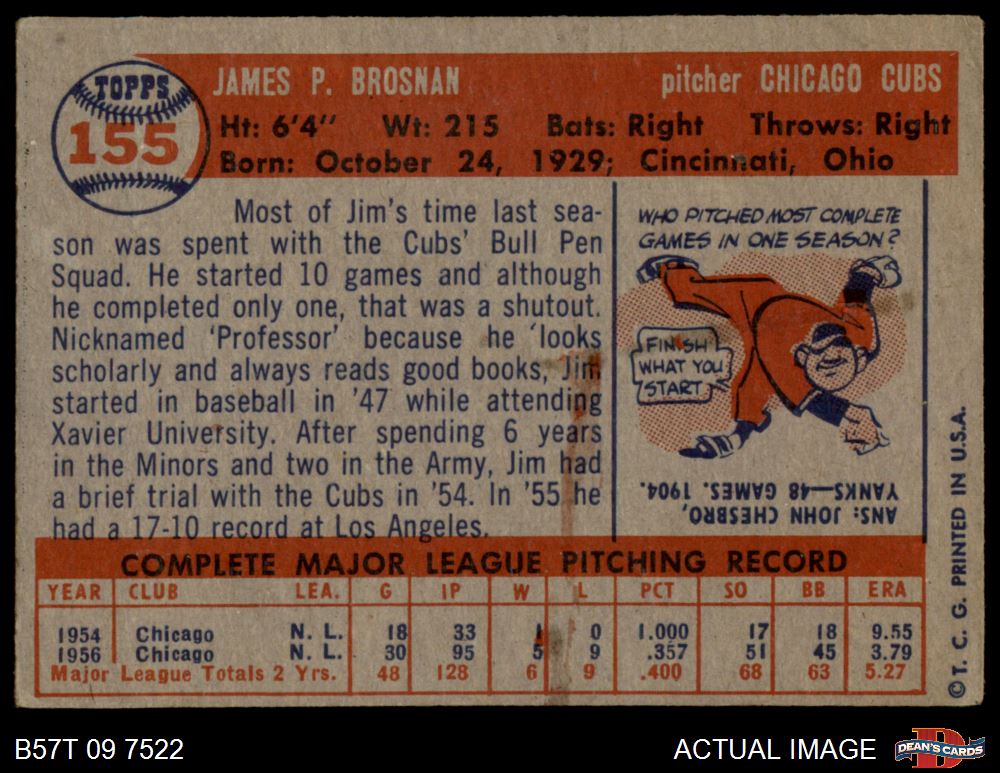 TOPPS
155
JAMES P. BROSNAN pitcher CHICAGO CUBS
Ht: 6'4" Wt: 215 Bats: Right Throws: Right
Born: October 24, 1929; Cincinnati, Ohio
Most of Jim's time last sea-
son was spent with the Cubs' Bull Pen
Squad. He started 10 games and although
he completed only one, that was a shutout.
Nicknamed 'Professor' because he 'looks
scholarly and always reads good books, Jim
started in baseball in '47 while attending
Xavier University. After spending 6 years
in the Minors and two in the Army, Jim had
a brief trial with the Cubs in '54. In '55 he
had a 17-10 record at Los Angeles.
WHO PITCHED MOST COMPLETE
GAMES IN ONE SEASON?
FINISH
WHAT YOU
START
ANS: JOHN CHESBRO,
YANKS—48 GAMES. 1904.
COMPLETE MAJOR LEAGUE PITCHING RECORD
YEAR CLUB LEA. G IP W L PCT SO BB ERA
1954 Chicago N. L. 18 33 1 0 1.000 17 18 9.55
1956 Chicago N. L. 30 95 5 9 .357 51 45 3.79
Major League Totals 2 Yrs. 48 128 6 9 .400 68 63 5.27
© T. C. G. PRINTED IN U.S.A.
B57T 09 7522 ACTUAL IMAGE
D
DEAN'S CARDS